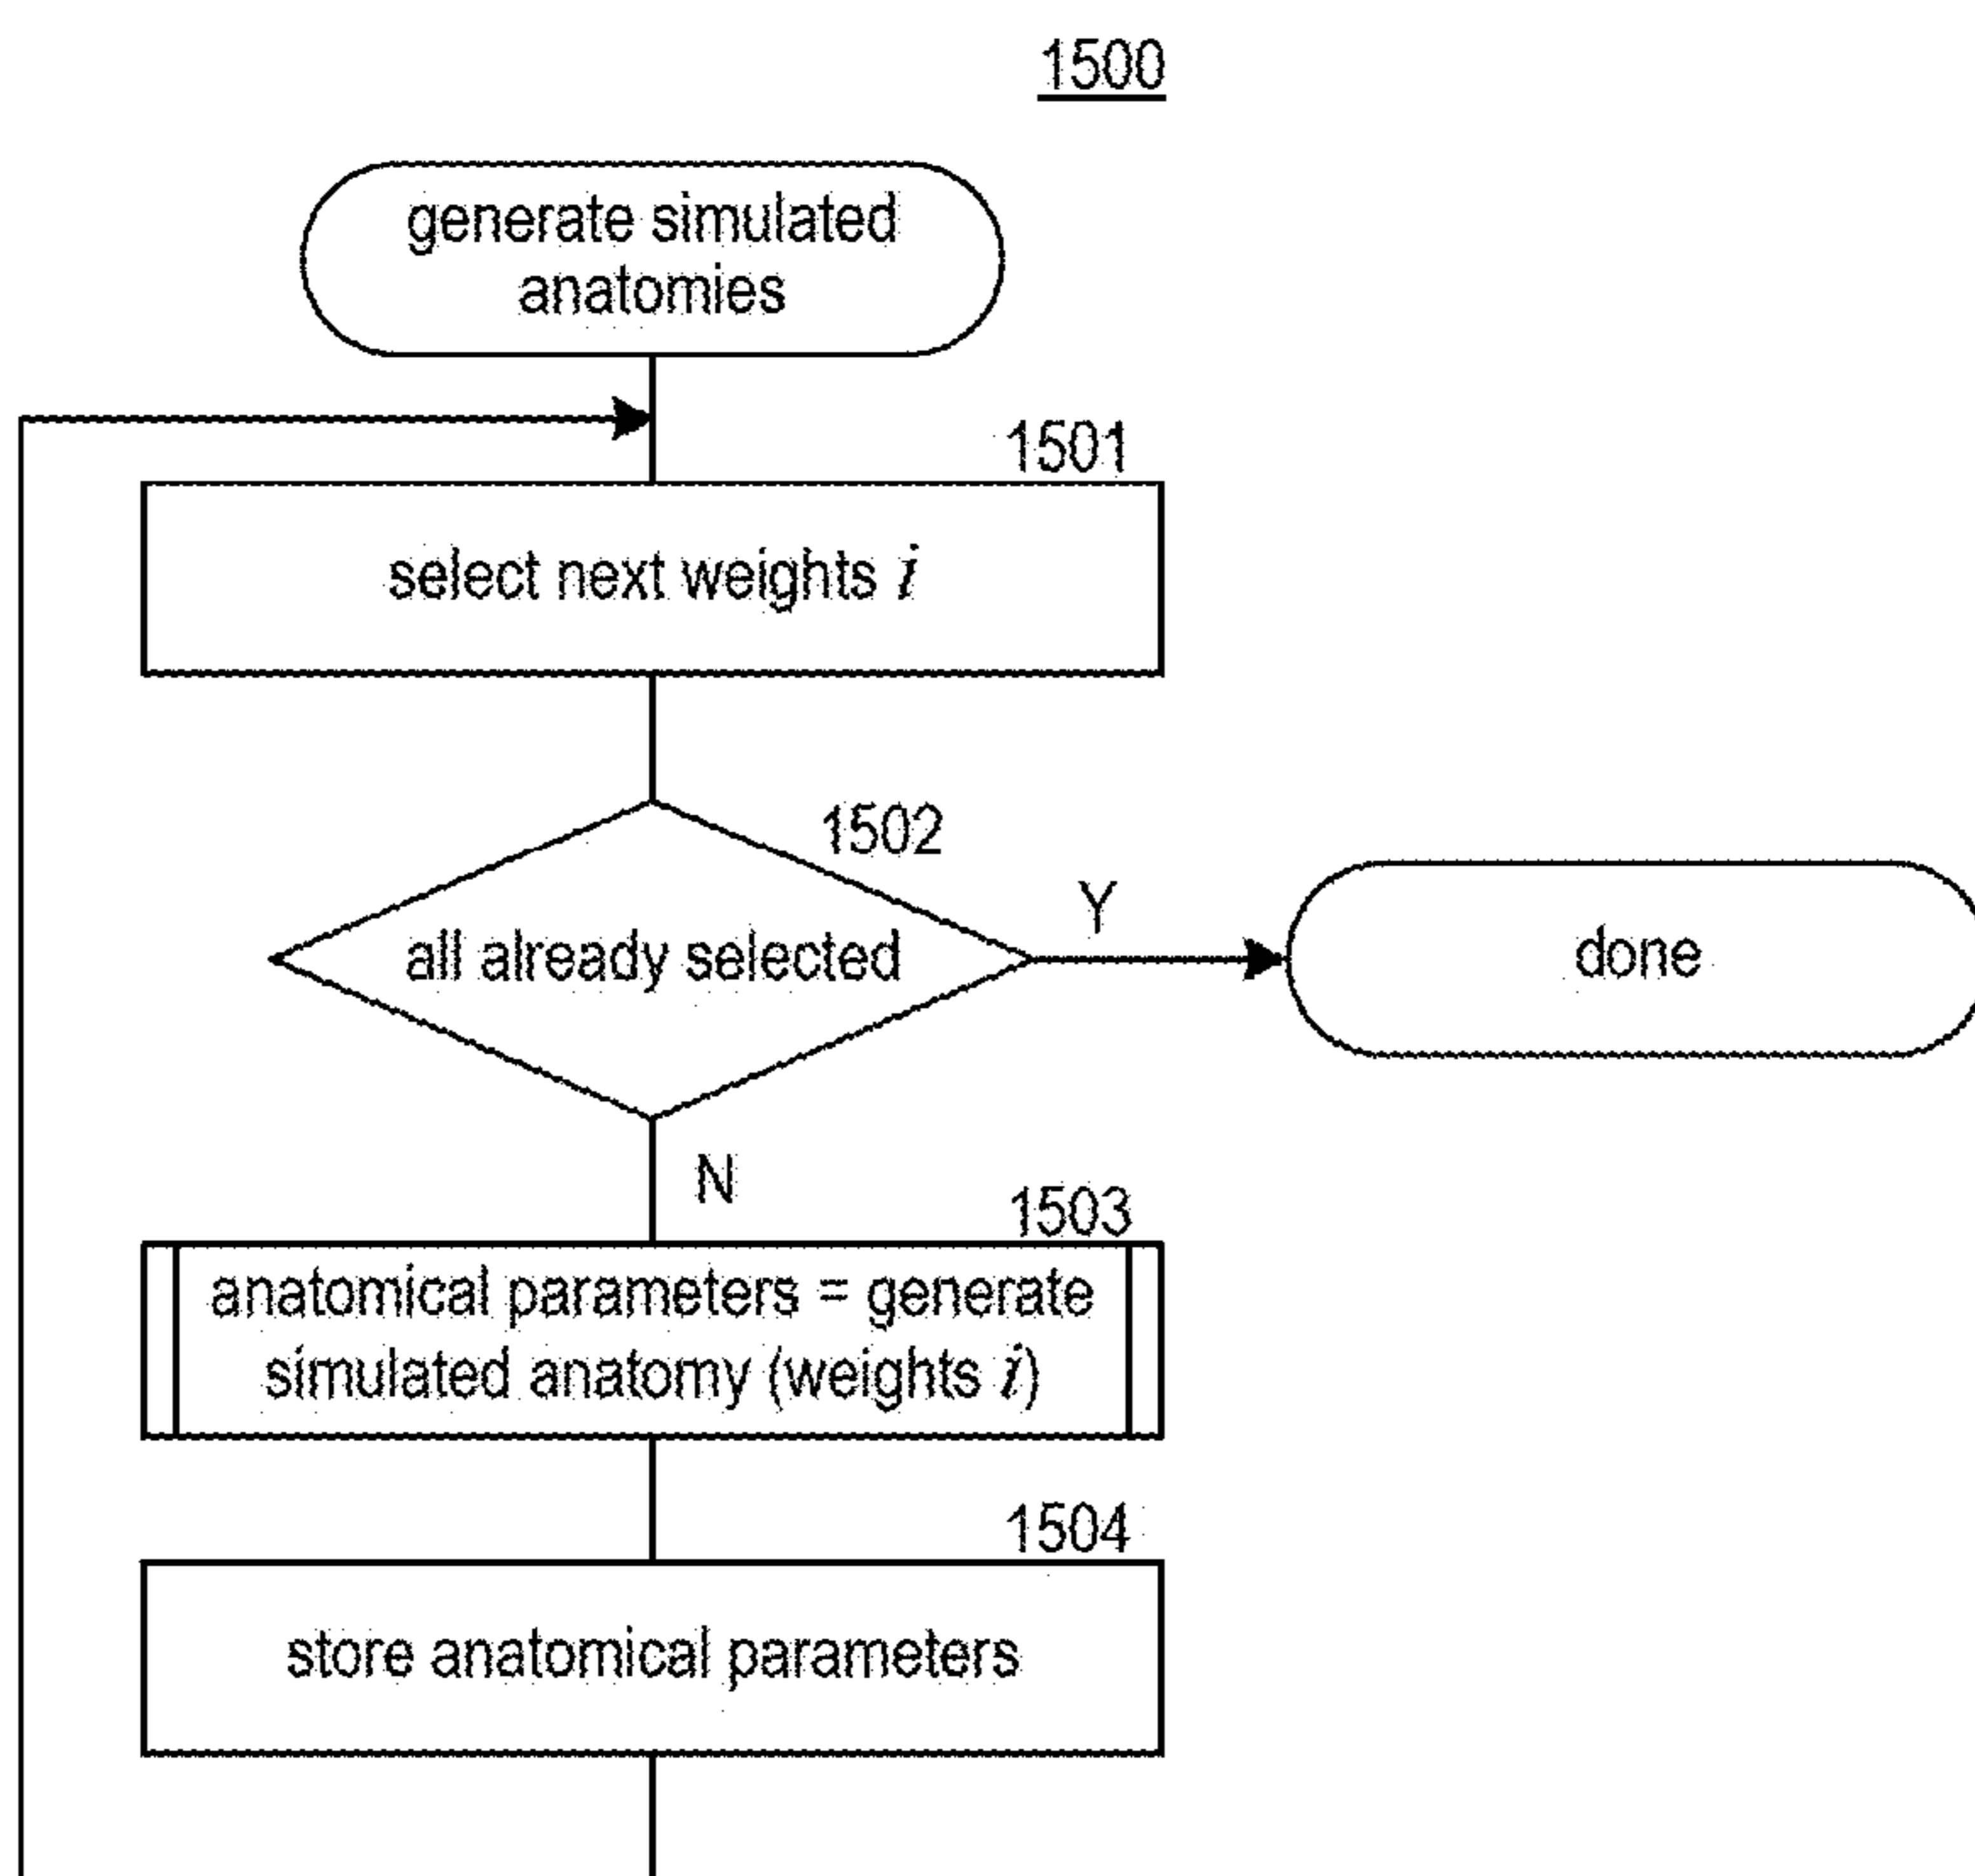 1500
generate simulated
anatomies
1501
select next weights i
1502
all already selected
Y
done
N
1503
anatomical parameters = generate
simulated anatomy (weights i)
1504
store anatomical parameters